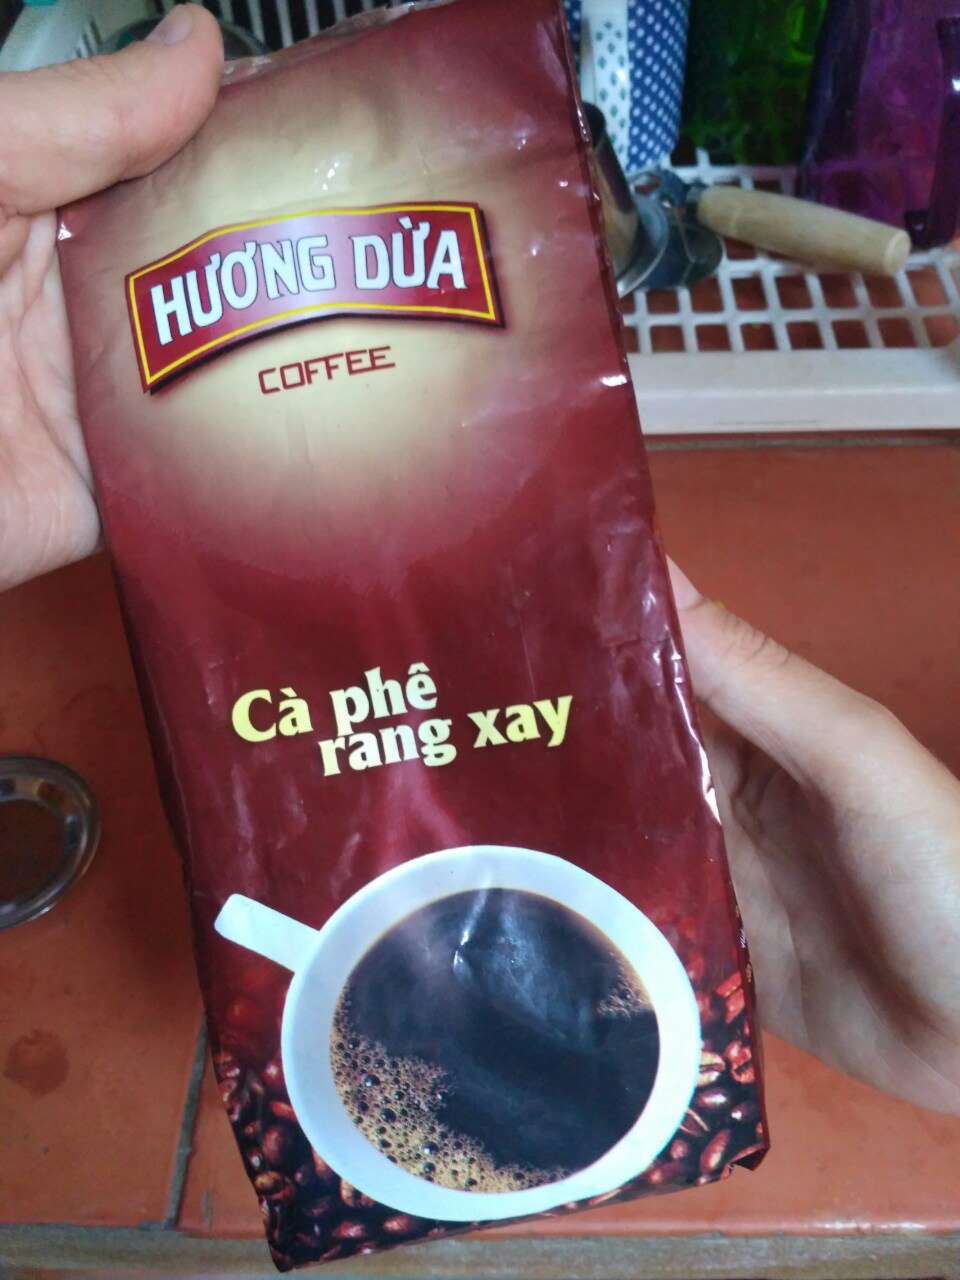 HƯƠNG DỪA
COFFEE
Cà phê
rang xay